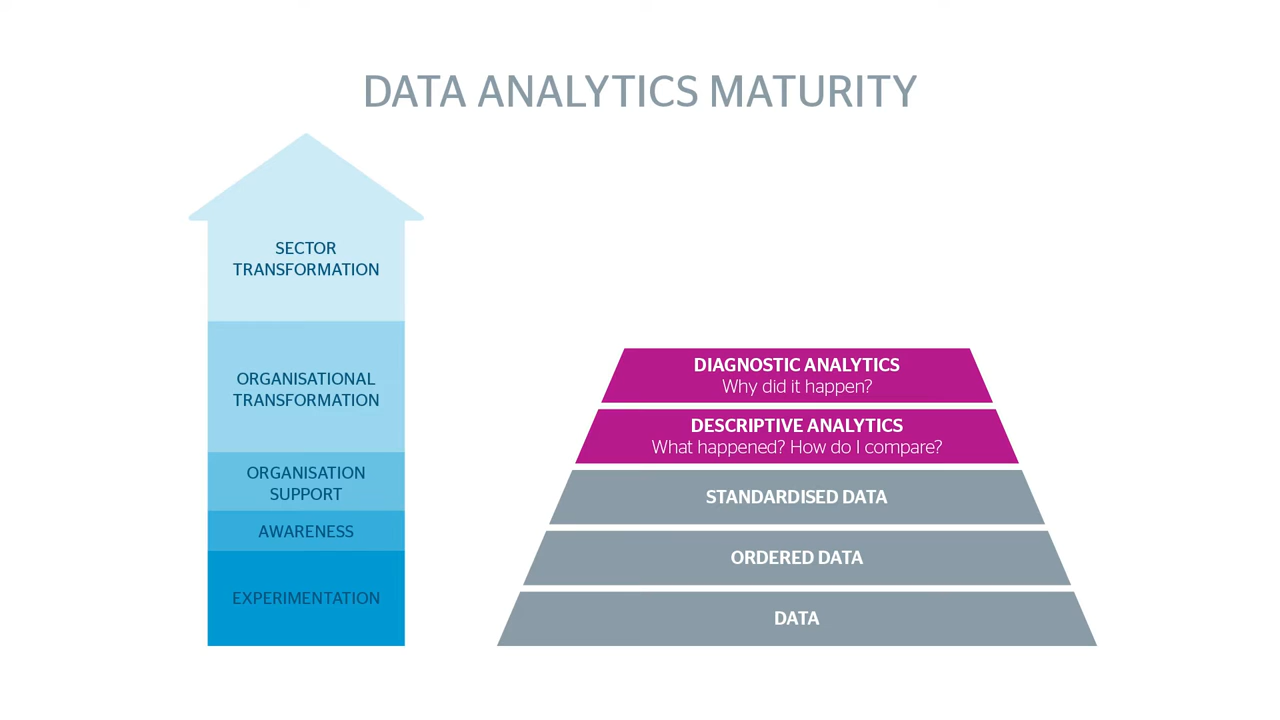 DATA ANALYTICS MATURITY
SECTOR
TRANSFORMATION
ORGANISATIONAL
TRANSFORMATION
ORGANISATION
SUPPORT
AWARENESS
EXPERIMENTATION
DIAGNOSTIC ANALYTICS
Why did it happen?
DESCRIPTIVE ANALYTICS
What happened? How do I compare?
STANDARDISED DATA
ORDERED DATA
DATA